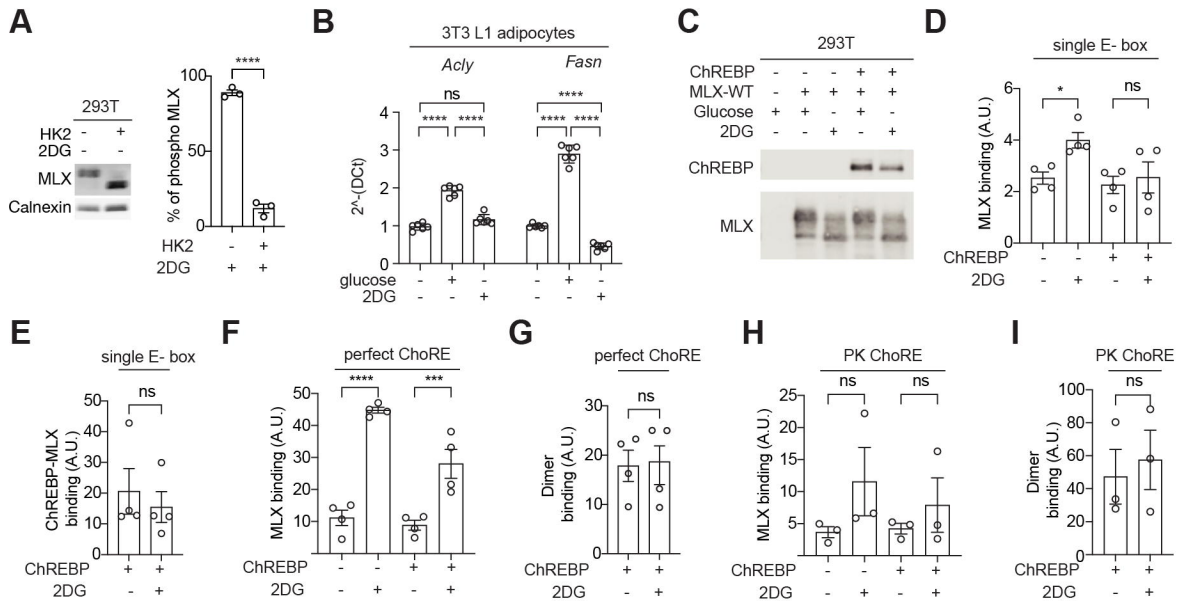 A
293T
HK2 - +
2DG - -
MLX
Calnexin
% of phospho MLX
100
50
0
****
HK2 - +
2DG + +
B
3T3 L1 adipocytes
Acly Fasn
2^-(DCt)
4
3
2
1
0
ns
**** ****
****
**** ****
glucose - + - - + -
2DG - - + - - +
C
293T
ChREBP - - - + +
MLX-WT - + + + +
Glucose + + - + -
2DG - - + - +
ChREBP
MLX
D
single E- box
MLX binding (A.U.)
6
4
2
0
* ns
ChREBP - - + +
2DG - + - +
E
single E- box
ChREBP-MLX
binding (A.U.)
50
40
30
20
10
0
ns
ChREBP + +
2DG - +
F
perfect ChoRE
MLX binding (A.U.)
50
40
30
20
10
**** ***
ChREBP - - + +
2DG - + - +
G
perfect ChoRE
Dimer
binding (A.U.)
30
20
10
0
ns
ChREBP + +
2DG - +
H
PK ChoRE
MLX binding (A.U.)
25
20
15
10
5
ns ns
ChREBP - - + +
2DG - + - +
I
PK ChoRE
Dimer
binding (A.U.)
100
80
60
40
20
0
ns
ChREBP + +
2DG - +